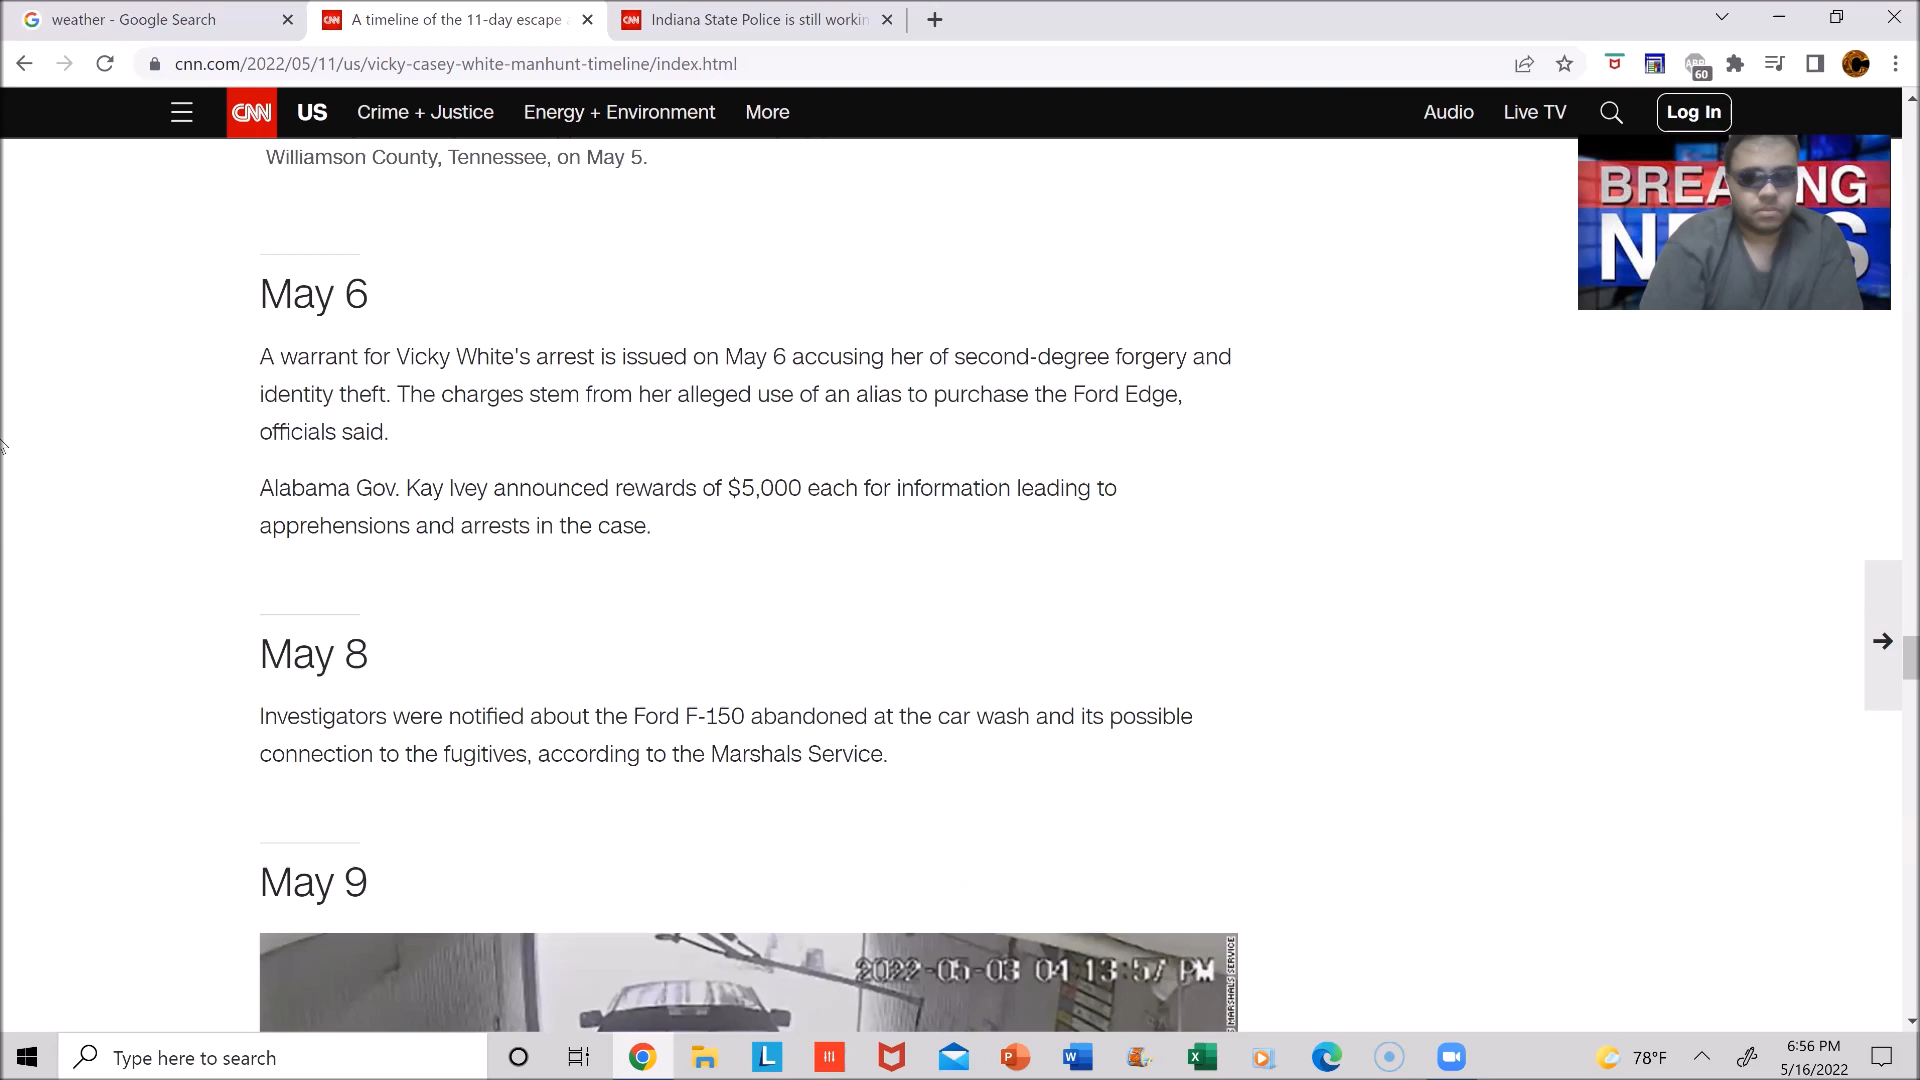 weather - Google Search
A timeline of the 11-day escape
Indiana State Police is still workin
cnn.com/2022/05/11/us/vicky-casey-white-manhunt-timeline/index.html
60
CNN US Crime + Justice Energy + Environment More Audio Live TV Log In
Williamson County, Tennessee, on May 5.
May 6
A warrant for Vicky White's arrest is issued on May 6 accusing her of second-degree forgery and
identity theft. The charges stem from her alleged use of an alias to purchase the Ford Edge,
officials said.
Alabama Gov. Kay Ivey announced rewards of $5,000 each for information leading to
apprehensions and arrests in the case.
May 8
Investigators were notified about the Ford F-150 abandoned at the car wash and its possible
connection to the fugitives, according to the Marshals Service.
May 9
2022-05-03 04:13:57 PM
MARSHALS SERVICE
Type here to search
78°F
6:56 PM
5/16/2022